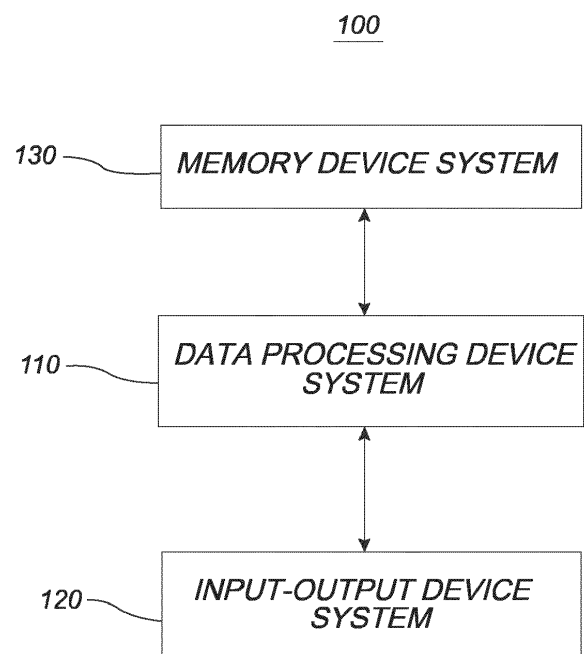 100
130
MEMORY DEVICE SYSTEM
110
DATA PROCESSING DEVICE
SYSTEM
120
INPUT-OUTPUT DEVICE
SYSTEM